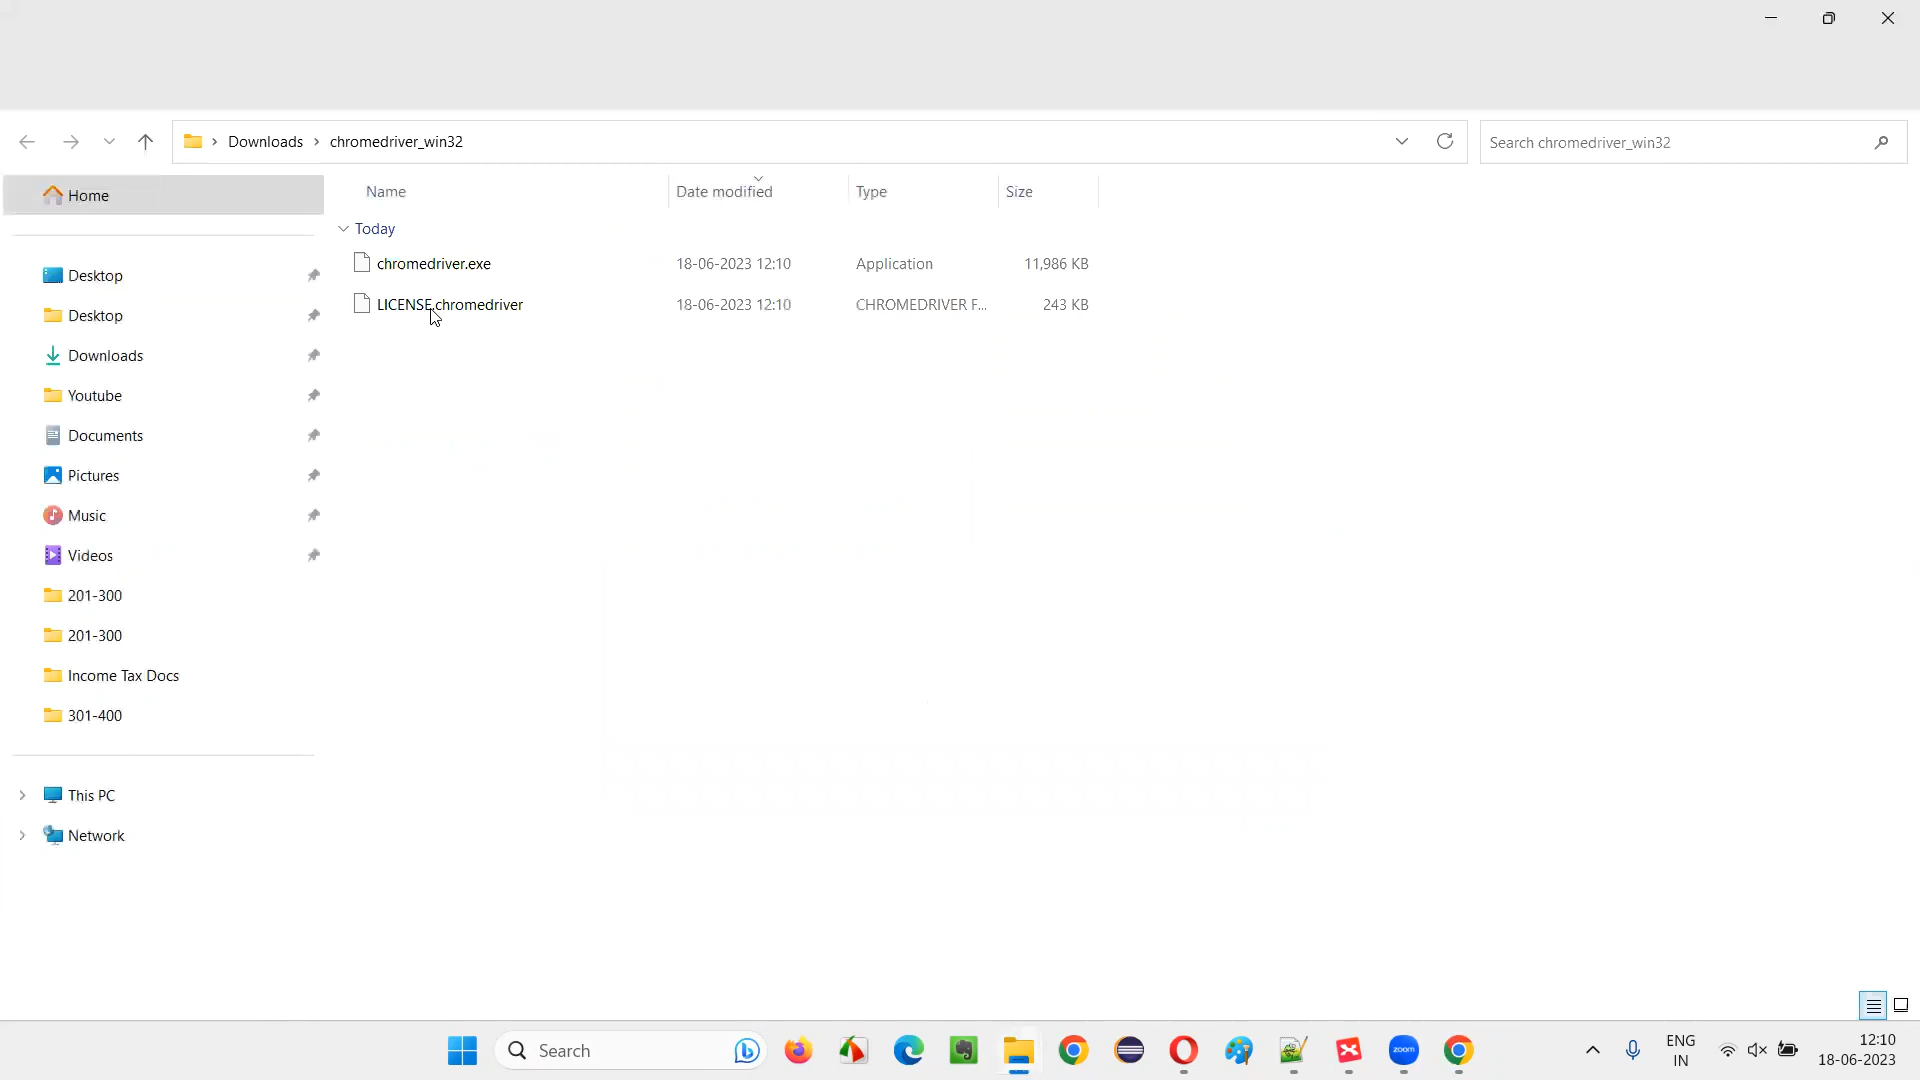 Downloads > chromedriver_win32
Search chromedriver_win32
Home
Name Date modified Type Size
Today
Desktop
chromedriver.exe 18-06-2023 12:10 Application 11,986 KB
Desktop
LICENSE.chromedriver 18-06-2023 12:10 CHROMEDRIVER F... 243 KB
Downloads
Youtube
Documents
Pictures
Music
Videos
201-300
201-300
Income Tax Docs
301-400
This PC
Network
Search
zoom
ENG
IN
12:10
18-06-2023